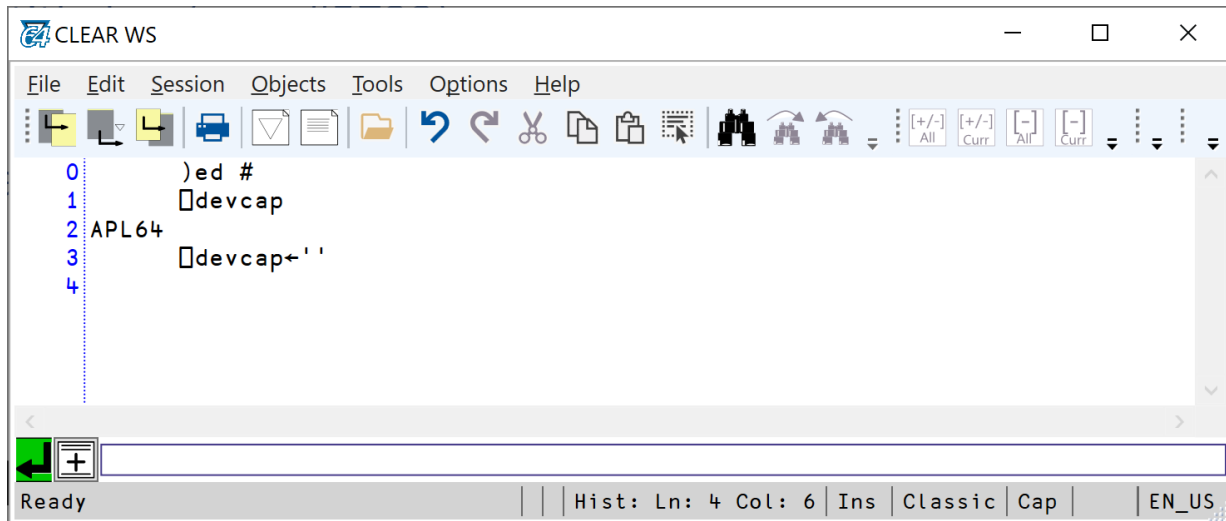 CLEAR WS
File Edit Session Objects Tools Options Help
[+/-] All [+/-] Curr [-] All [-] Curr
0 )ed #
1 ⎕devcap
2 APL64
3 ⎕devcap←''
4
Ready Hist: Ln: 4 Col: 6 Ins Classic Cap EN_US